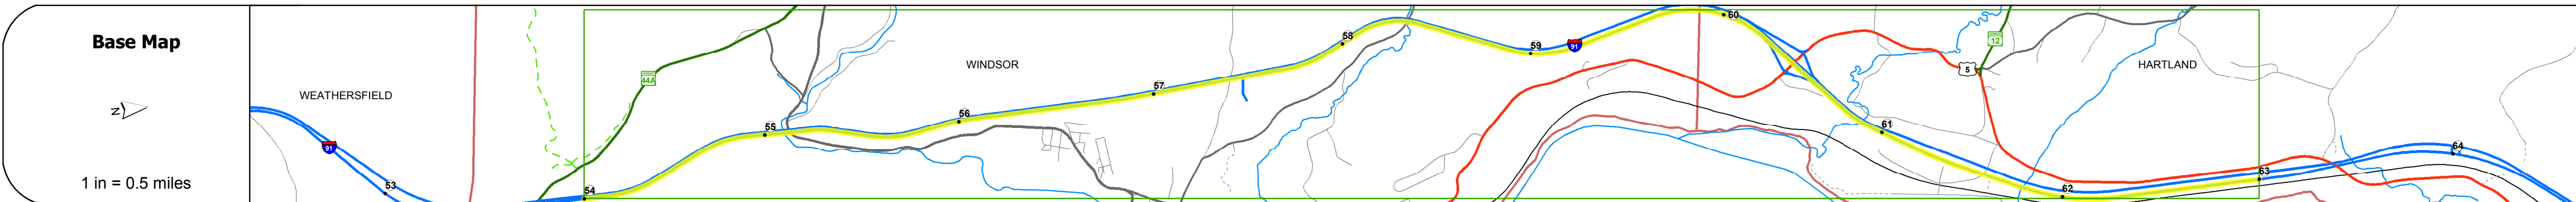 Base Map
N
1 in = 0.5 miles
WEATHERSFIELD
91
53
54
44A
55
WINDSOR
56
57
58
59
91
60
61
5
12
HARTLAND
62
63
64